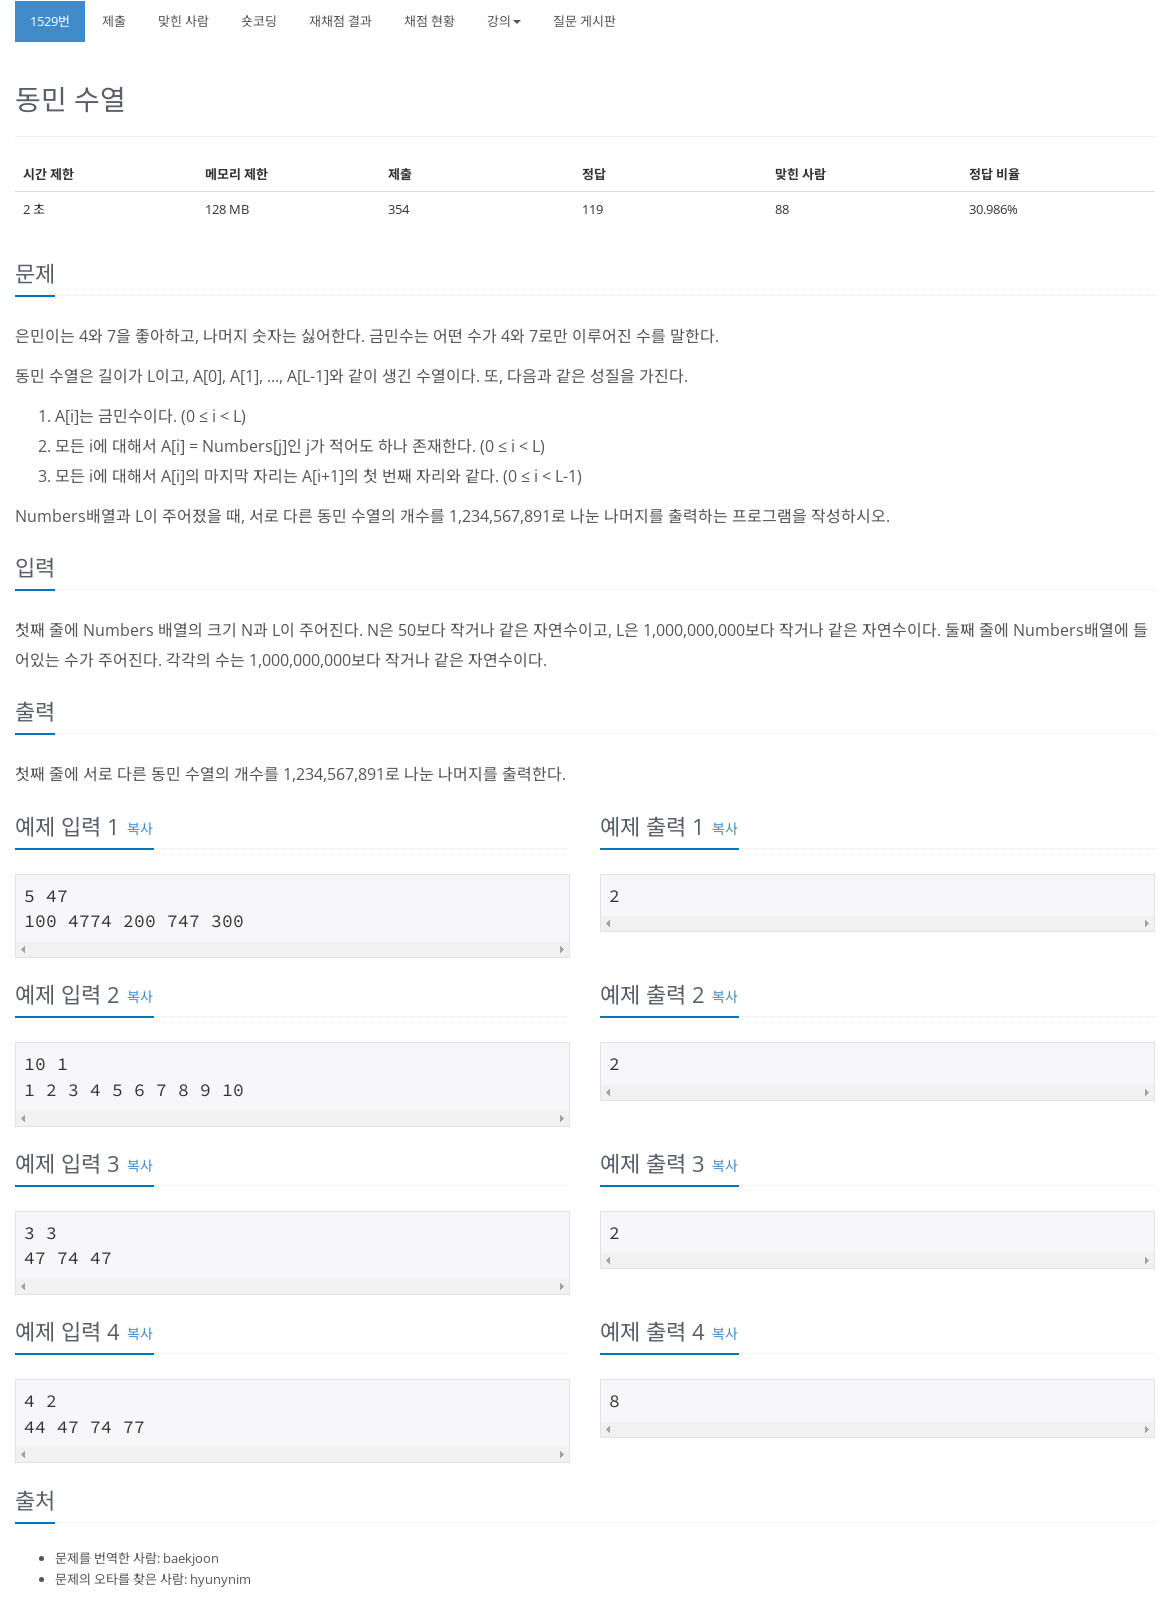 1529번 제출 맞힌 사람 숏코딩 재채점 결과 채점 현황 강의 질문 게시판
동민 수열
시간 제한 메모리 제한 제출 정답 맞힌 사람 정답 비율
2 초 128 MB 354 119 88 30.986%
문제
은민이는 4와 7을 좋아하고, 나머지 숫자는 싫어한다. 금민수는 어떤 수가 4와 7로만 이루어진 수를 말한다.
동민 수열은 길이가 L이고, A[0], A[1], ..., A[L-1]와 같이 생긴 수열이다. 또, 다음과 같은 성질을 가진다.
1. A[i]는 금민수이다. (0 ≤ i < L)
2. 모든 i에 대해서 A[i] = Numbers[j]인 j가 적어도 하나 존재한다. (0 ≤ i < L)
3. 모든 i에 대해서 A[i]의 마지막 자리는 A[i+1]의 첫 번째 자리와 같다. (0 ≤ i < L-1)
Numbers배열과 L이 주어졌을 때, 서로 다른 동민 수열의 개수를 1,234,567,891로 나눈 나머지를 출력하는 프로그램을 작성하시오.
입력
첫째 줄에 Numbers 배열의 크기 N과 L이 주어진다. N은 50보다 작거나 같은 자연수이고, L은 1,000,000,000보다 작거나 같은 자연수이다. 둘째 줄에 Numbers배열에 들
어있는 수가 주어진다. 각각의 수는 1,000,000,000보다 작거나 같은 자연수이다.
출력
첫째 줄에 서로 다른 동민 수열의 개수를 1,234,567,891로 나눈 나머지를 출력한다.
예제 입력 1 복사
5 47
100 4774 200 747 300
예제 출력 1 복사
2
예제 입력 2 복사
10 1
1 2 3 4 5 6 7 8 9 10
예제 출력 2 복사
2
예제 입력 3 복사
3 3
47 74 47
예제 출력 3 복사
2
예제 입력 4 복사
4 2
44 47 74 77
예제 출력 4 복사
8
출처
문제를 번역한 사람: baekjoon
문제의 오타를 찾은 사람: hyunynim